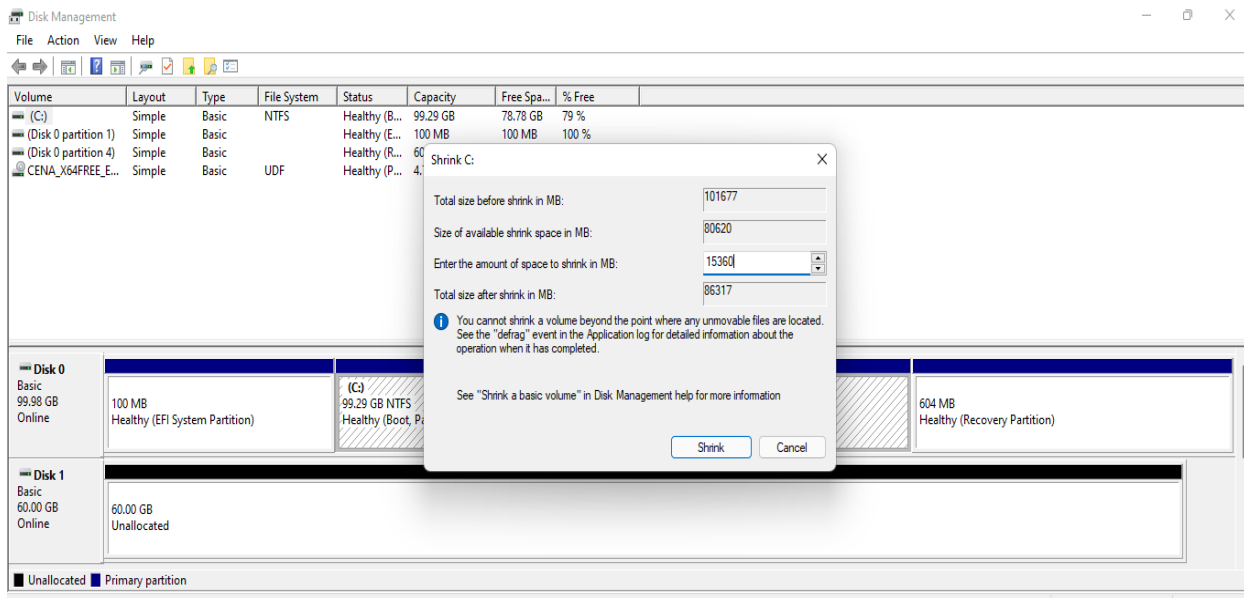 Disk Management
File Action View Help
Volume Layout Type File System Status Capacity Free Spa... % Free
(C:) Simple Basic NTFS Healthy (B... 99.29 GB 78.78 GB 79 %
(Disk 0 partition 1) Simple Basic Healthy (E... 100 MB 100 MB 100 %
(Disk 0 partition 4) Simple Basic Healthy (R... 60
CENA_X64FREE_E... Simple Basic UDF Healthy (P... 4.
Shrink C:
Total size before shrink in MB: 101677
Size of available shrink space in MB: 80620
Enter the amount of space to shrink in MB: 15360
Total size after shrink in MB: 86317
You cannot shrink a volume beyond the point where any unmovable files are located.
See the "defrag" event in the Application log for detailed information about the
operation when it has completed.
See "Shrink a basic volume" in Disk Management help for more information
Shrink Cancel
Disk 0
Basic
99.98 GB
Online
100 MB
Healthy (EFI System Partition)
(C:)
99.29 GB NTFS
Healthy (Boot, Pa
604 MB
Healthy (Recovery Partition)
Disk 1
Basic
60.00 GB
Online
60.00 GB
Unallocated
Unallocated Primary partition